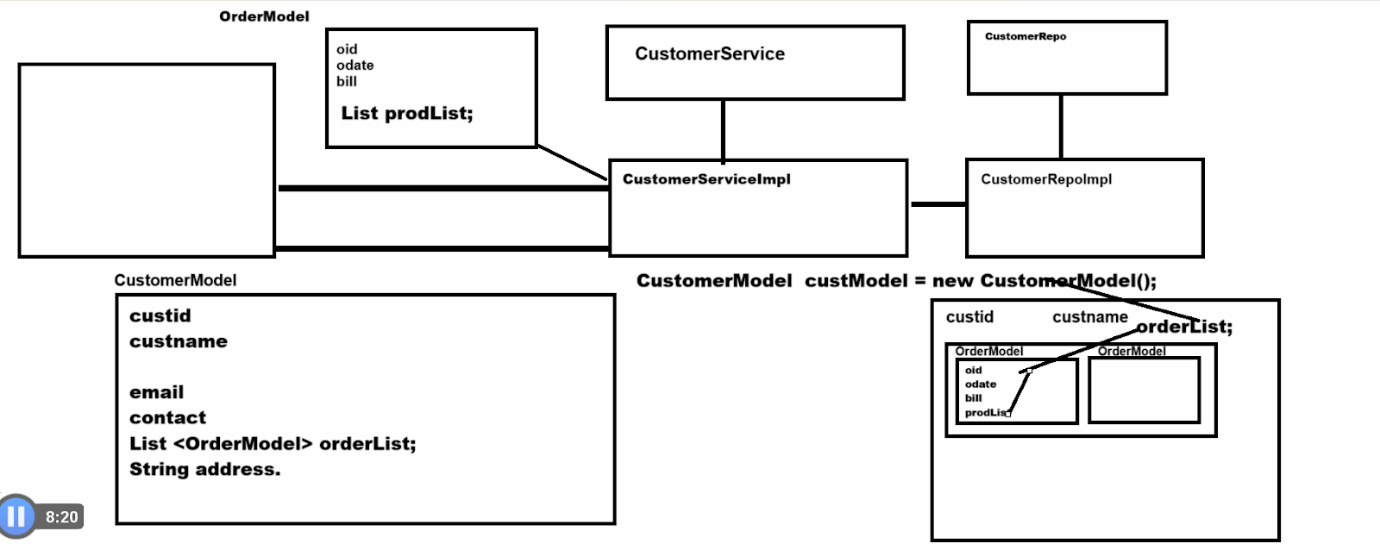 OrderModel
oid
odate
bill
List prodList;
CustomerService
CustomerRepo
CustomerServiceImpl
CustomerRepoImpl
CustomerModel
custid
custname
email
contact
List <OrderModel> orderList;
String address.
CustomerModel custModel = new CustomerModel();
custid custname orderList;
OrderModel OrderModel
oid
odate
bill
prodLis
8:20